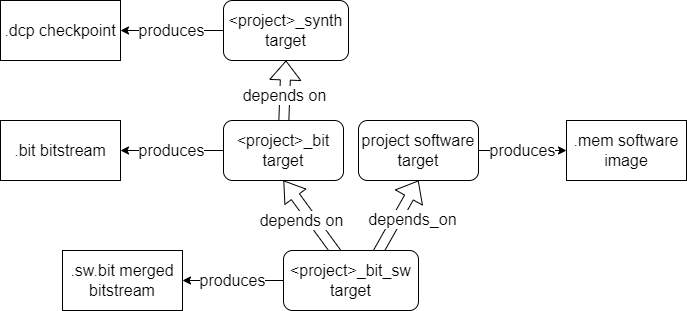 .dcp checkpoint
produces
<project>_synth
target
depends on
.bit bitstream
produces
<project>_bit
target
project software
target
produces
.mem software
image
depends on
depends_on
.sw.bit merged
bitstream
produces
<project>_bit_sw
target